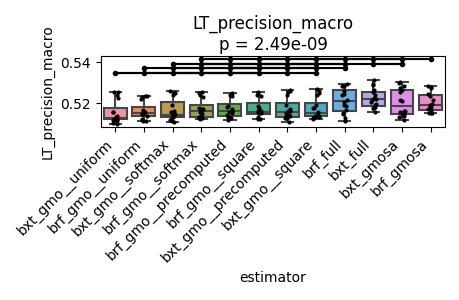 LT_precision_macro
p = 2.49e-09
LT_precision_macro
0.54
0.52
bxt_gmo__uniform
brf_gmo__uniform
bxt_gmo__softmax
brf_gmo__softmax
brf_gmo__precomputed
brf_gmo__square
bxt_gmo__precomputed
bxt_gmo__square
brf_full
bxt_full
bxt_gmosa
brf_gmosa
estimator